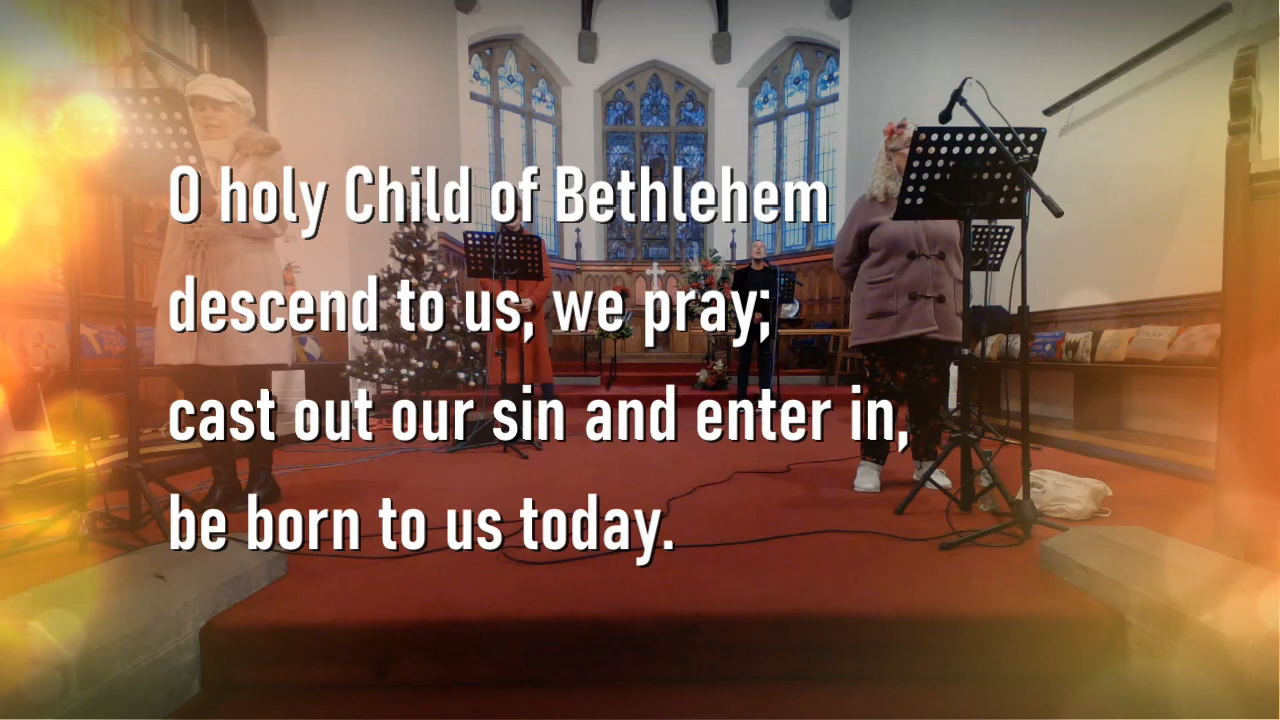 O holy Child of Bethlehem
descend to us, we pray;
cast out our sin and enter in,
be born to us today.